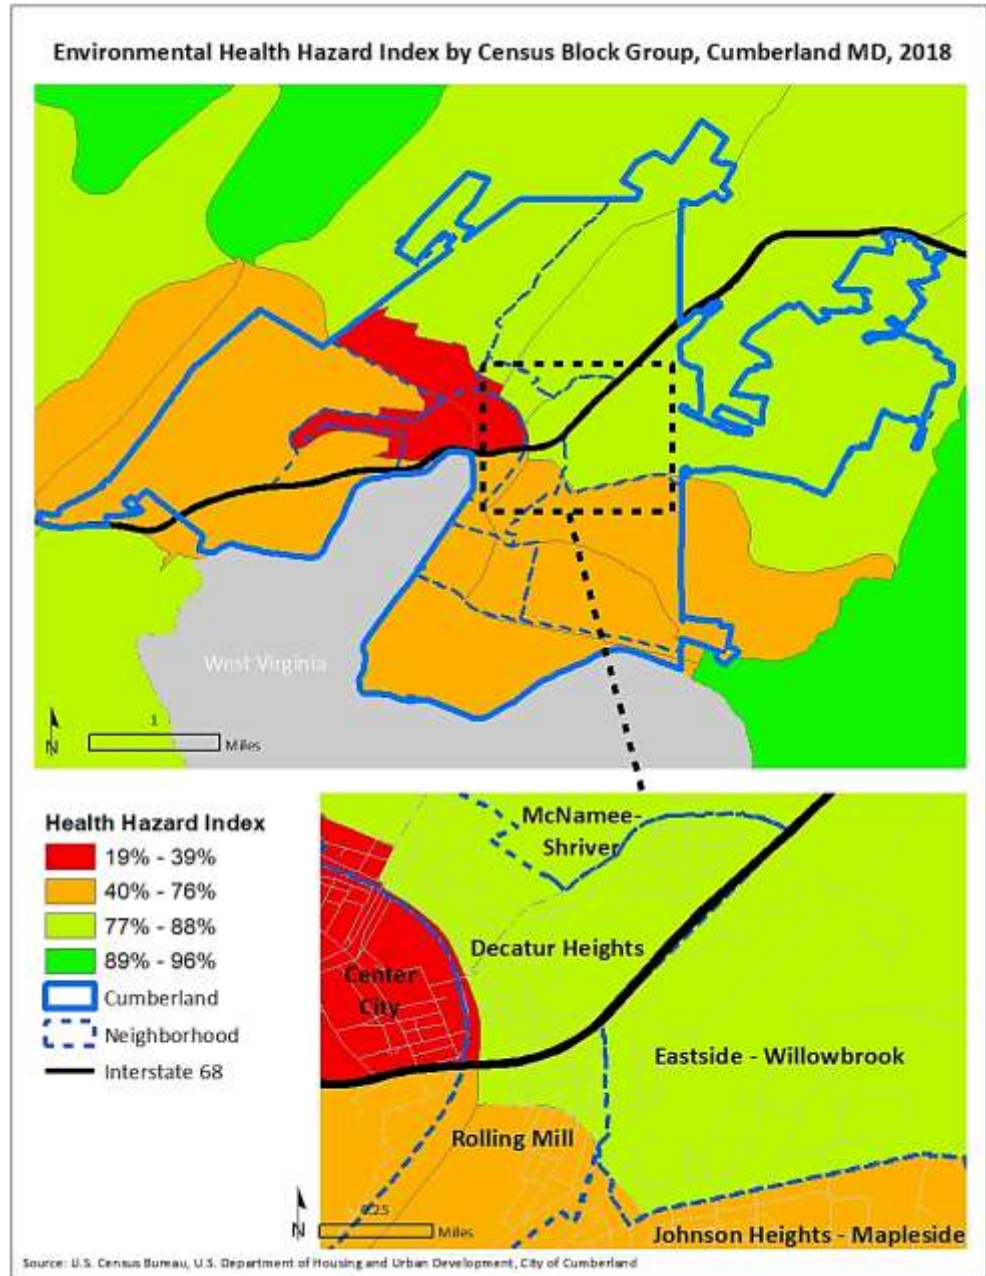 Environmental Health Hazard Index by Census Block Group, Cumberland MD, 2018
West Virginia
1
N
Miles
Health Hazard Index
19% - 39%
40% - 76%
77% - 88%
89% - 96%
Cumberland
Neighborhood
Interstate 68
McNamee-
Shriver
Decatur Heights
Center
City
Eastside - Willowbrook
Rolling Mill
0.25
N
Miles
Johnson Heights - Mapleside
Source: U.S. Census Bureau, U.S. Department of Housing and Urban Development, City of Cumberland